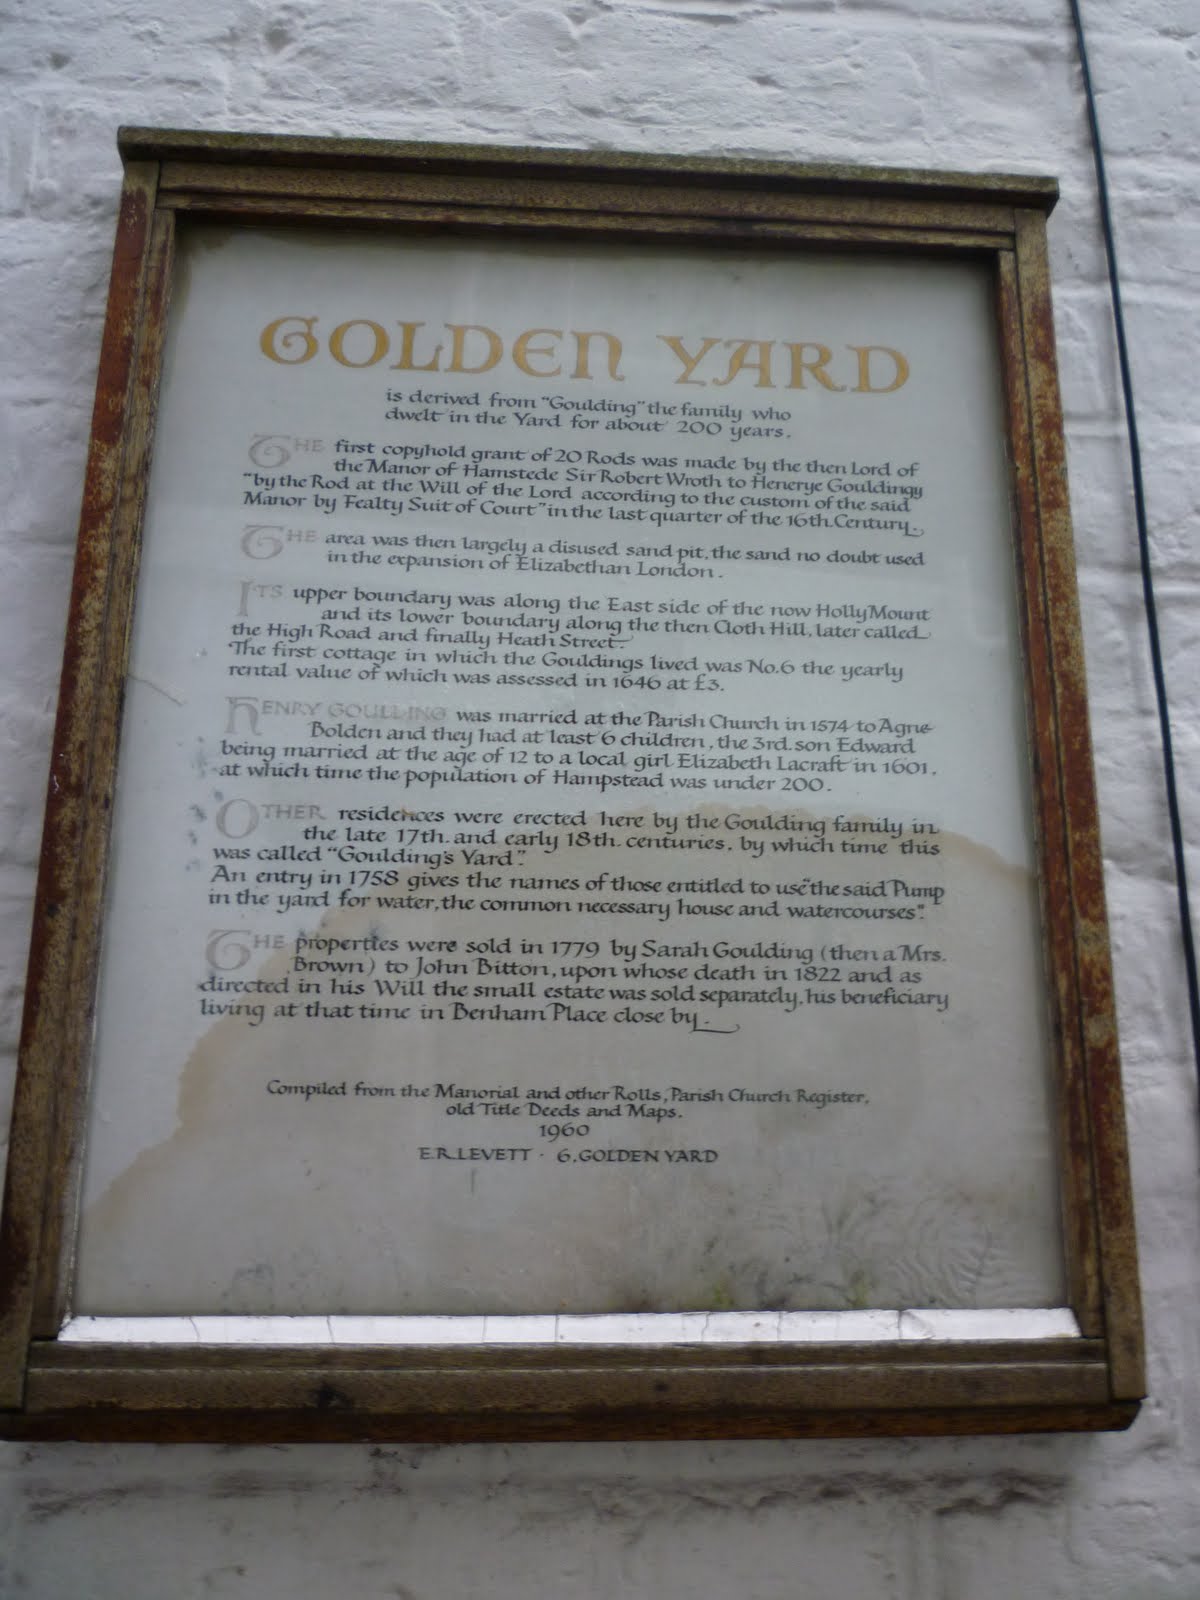 GOLDEN YARD
is derived from "Goulding" the family who
dwelt in the Yard for about 200 years.
THE first copyhold grant of 20 Rods was made by the then Lord of
the Manor of Hamstede Sir Robert Wroth to Henerye Gouldingy
"by the Rod at the Will of the Lord according to the custom of the said
Manor by Fealty Suit of Court" in the last quarter of the 16th. Century.
THE area was then largely a disused sand pit, the sand no doubt used
in the expansion of Elizabethan London.
ITS upper boundary was along the East side of the now Holly Mount
and its lower boundary along the then Cloth Hill, later called
the High Road and finally Heath Street.
The first cottage in which the Gouldings lived was No.6 the yearly
rental value of which was assessed in 1646 at £3.
HENRY GOULDING was married at the Parish Church in 1574 to Agne
Bolden and they had at least 6 children, the 3rd. son Edward
being married at the age of 12 to a local girl Elizabeth Lacraft in 1601,
at which time the population of Hampstead was under 200.
OTHER residences were erected here by the Goulding family in
the late 17th. and early 18th. centuries, by which time this
was called "Goulding's Yard".
An entry in 1758 gives the names of those entitled to use "the said Pump
in the yard for water, the common necessary house and watercourses".
THE properties were sold in 1779 by Sarah Goulding (then a Mrs.
Brown) to John Bitton, upon whose death in 1822 and as
directed in his Will the small estate was sold separately, his beneficiary
living at that time in Benham Place close by.
Compiled from the Manorial and other Rolls, Parish Church Register,
old Title Deeds and Maps.
1960
E.R.LEVETT · 6, GOLDEN YARD